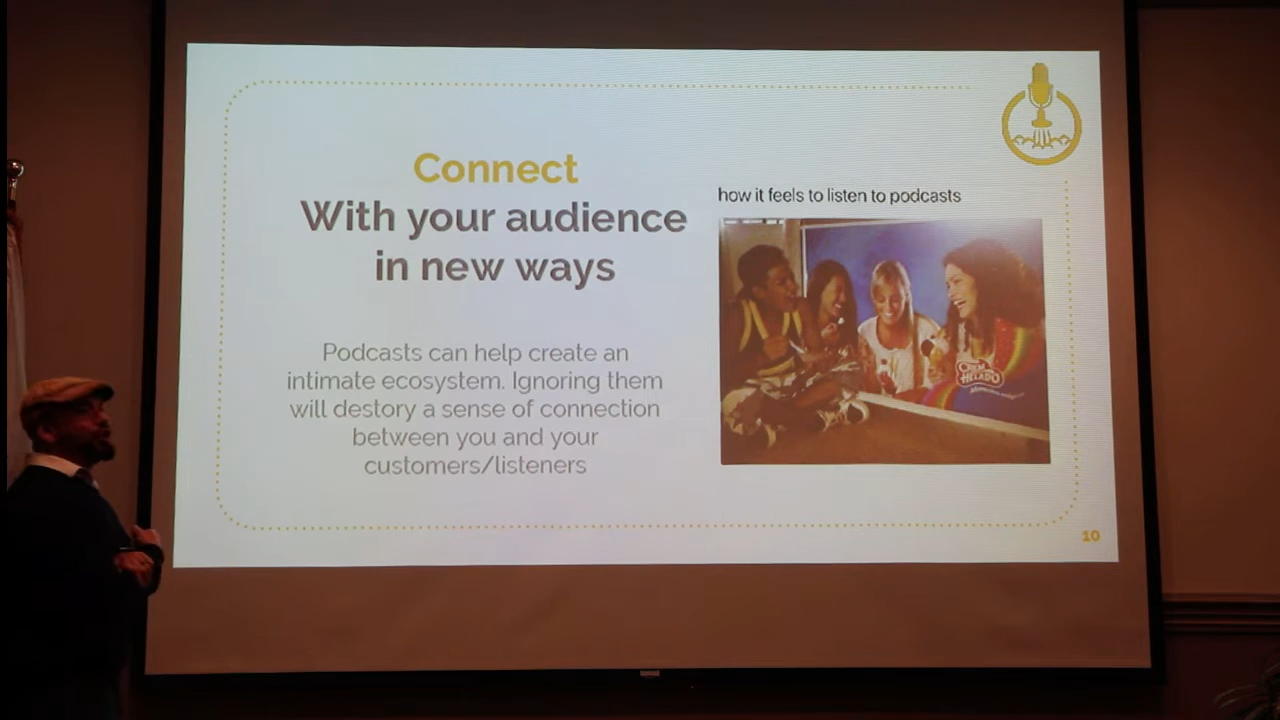 Connect
With your audience
in new ways
Podcasts can help create an
intimate ecosystem. Ignoring them
will destory a sense of connection
between you and your
customers/listeners
how it feels to listen to podcasts
HELADO
10